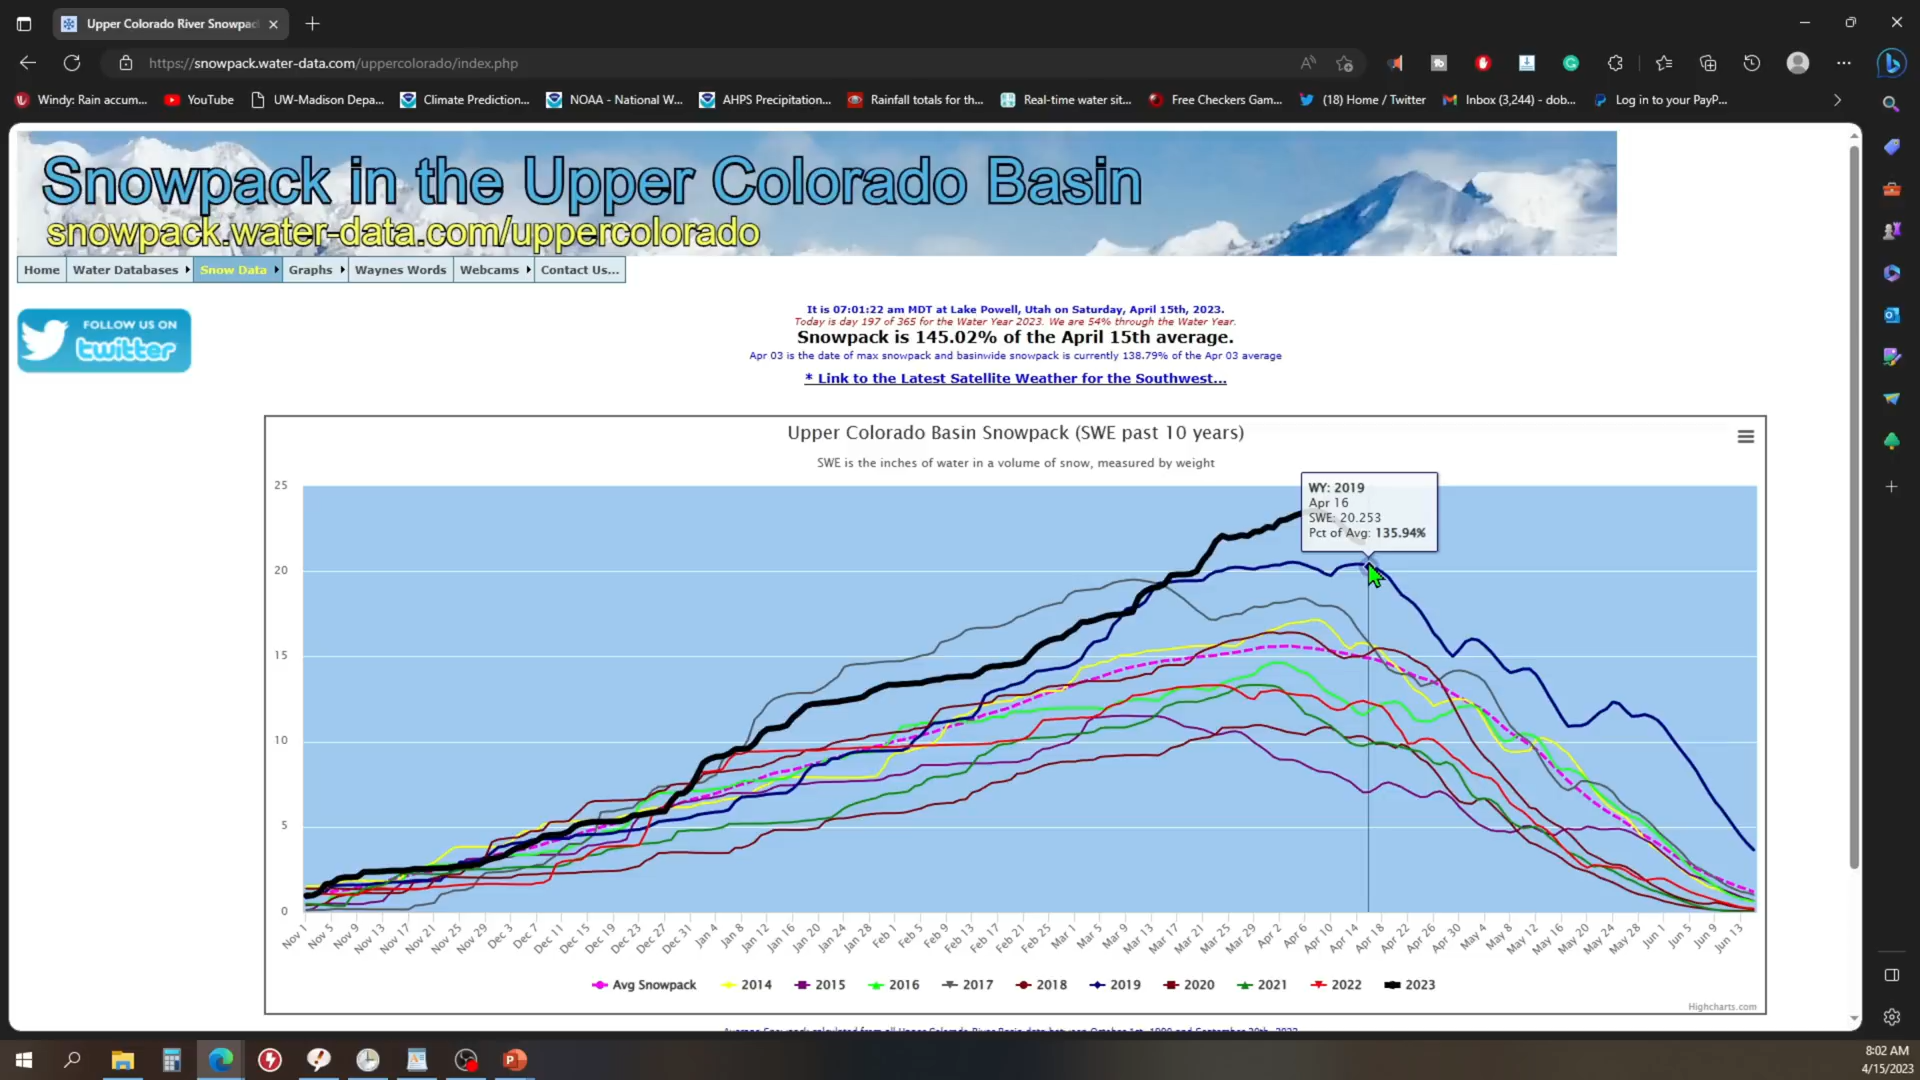 Upper Colorado River Snowpac
https://snowpack.water-data.com/uppercolorado/index.php
Windy: Rain accum... YouTube UW-Madison Depa... Climate Prediction... NOAA - National W... AHPS Precipitation... Rainfall totals for th... Real-time water sit... Free Checkers Gam... (18) Home / Twitter Inbox (3,244) - dob... Log in to your PayP...
Snowpack in the Upper Colorado Basin
snowpack.water-data.com/uppercolorado
Home Water Databases Snow Data Graphs Waynes Words Webcams Contact Us...
FOLLOW US ON
twitter
It is 07:01:22 am MDT at Lake Powell, Utah on Saturday, April 15th, 2023.
Today is day 197 of 365 for the Water Year 2023. We are 54% through the Water Year.
Snowpack is 145.02% of the April 15th average.
Apr 03 is the date of max snowpack and basinwide snowpack is currently 138.79% of the Apr 03 average
* Link to the Latest Satellite Weather for the Southwest...
Upper Colorado Basin Snowpack (SWE past 10 years)
SWE is the inches of water in a volume of snow, measured by weight
WY: 2019
Apr 16
SWE: 20.253
Pct of Avg: 135.94%
25
20
15
10
5
0
Nov 1 Nov 5 Nov 9 Nov 13 Nov 17 Nov 21 Nov 25 Nov 29 Dec 3 Dec 7 Dec 11 Dec 15 Dec 19 Dec 23 Dec 27 Dec 31 Jan 4 Jan 8 Jan 12 Jan 16 Jan 20 Jan 24 Jan 28 Feb 1 Feb 5 Feb 9 Feb 13 Feb 17 Feb 21 Feb 25 Mar 1 Mar 5 Mar 9 Mar 13 Mar 17 Mar 21 Mar 25 Mar 29 Apr 2 Apr 6 Apr 10 Apr 14 Apr 18 Apr 22 Apr 26 Apr 30 May 4 May 8 May 12 May 16 May 20 May 24 May 28 Jun 1 Jun 5 Jun 9 Jun 13
Avg Snowpack 2014 2015 2016 2017 2018 2019 2020 2021 2022 2023
Highcharts.com
8:02 AM
4/15/2023